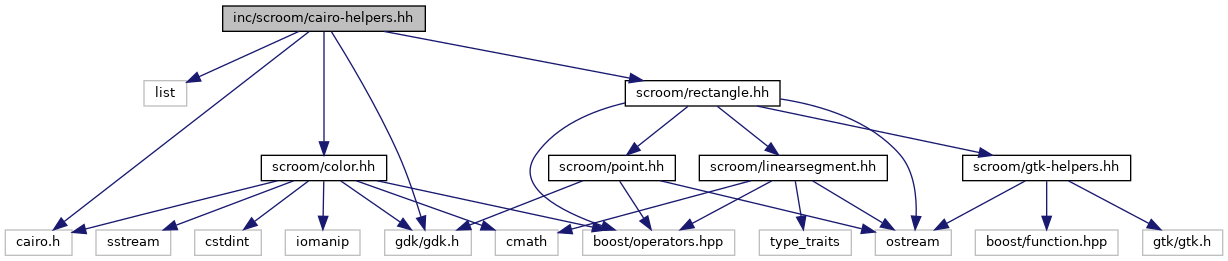 inc/scroom/cairo-helpers.hh
list
scroom/rectangle.hh
scroom/color.hh
scroom/point.hh
scroom/linearsegment.hh
scroom/gtk-helpers.hh
cairo.h
sstream
cstdint
iomanip
gdk/gdk.h
cmath
boost/operators.hpp
type_traits
ostream
boost/function.hpp
gtk/gtk.h